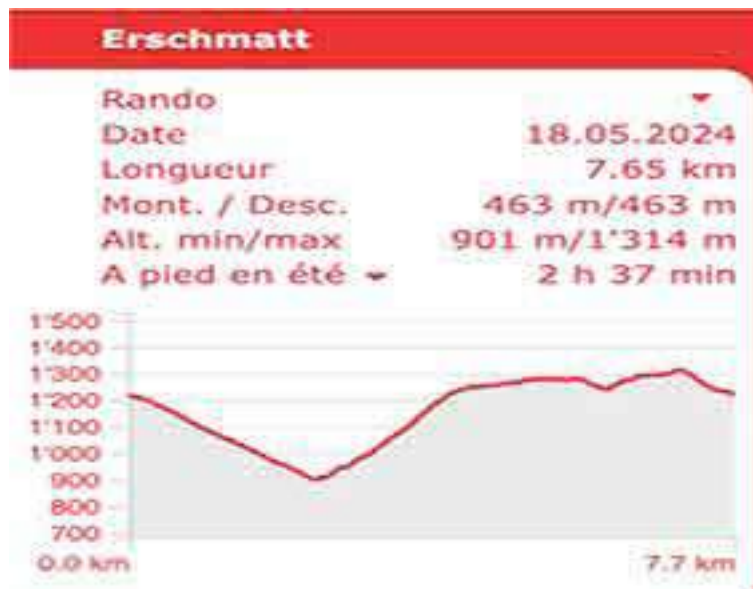 Erschmatt
Rando
Date 18.05.2024
Longueur 7.65 km
Mont. / Desc. 463 m/463 m
Alt. min/max 901 m/1'314 m
A pied en été 2 h 37 min
1'500
1'400
1'300
1'200
1'100
1'000
900
800
700
0.0 km 7.7 km